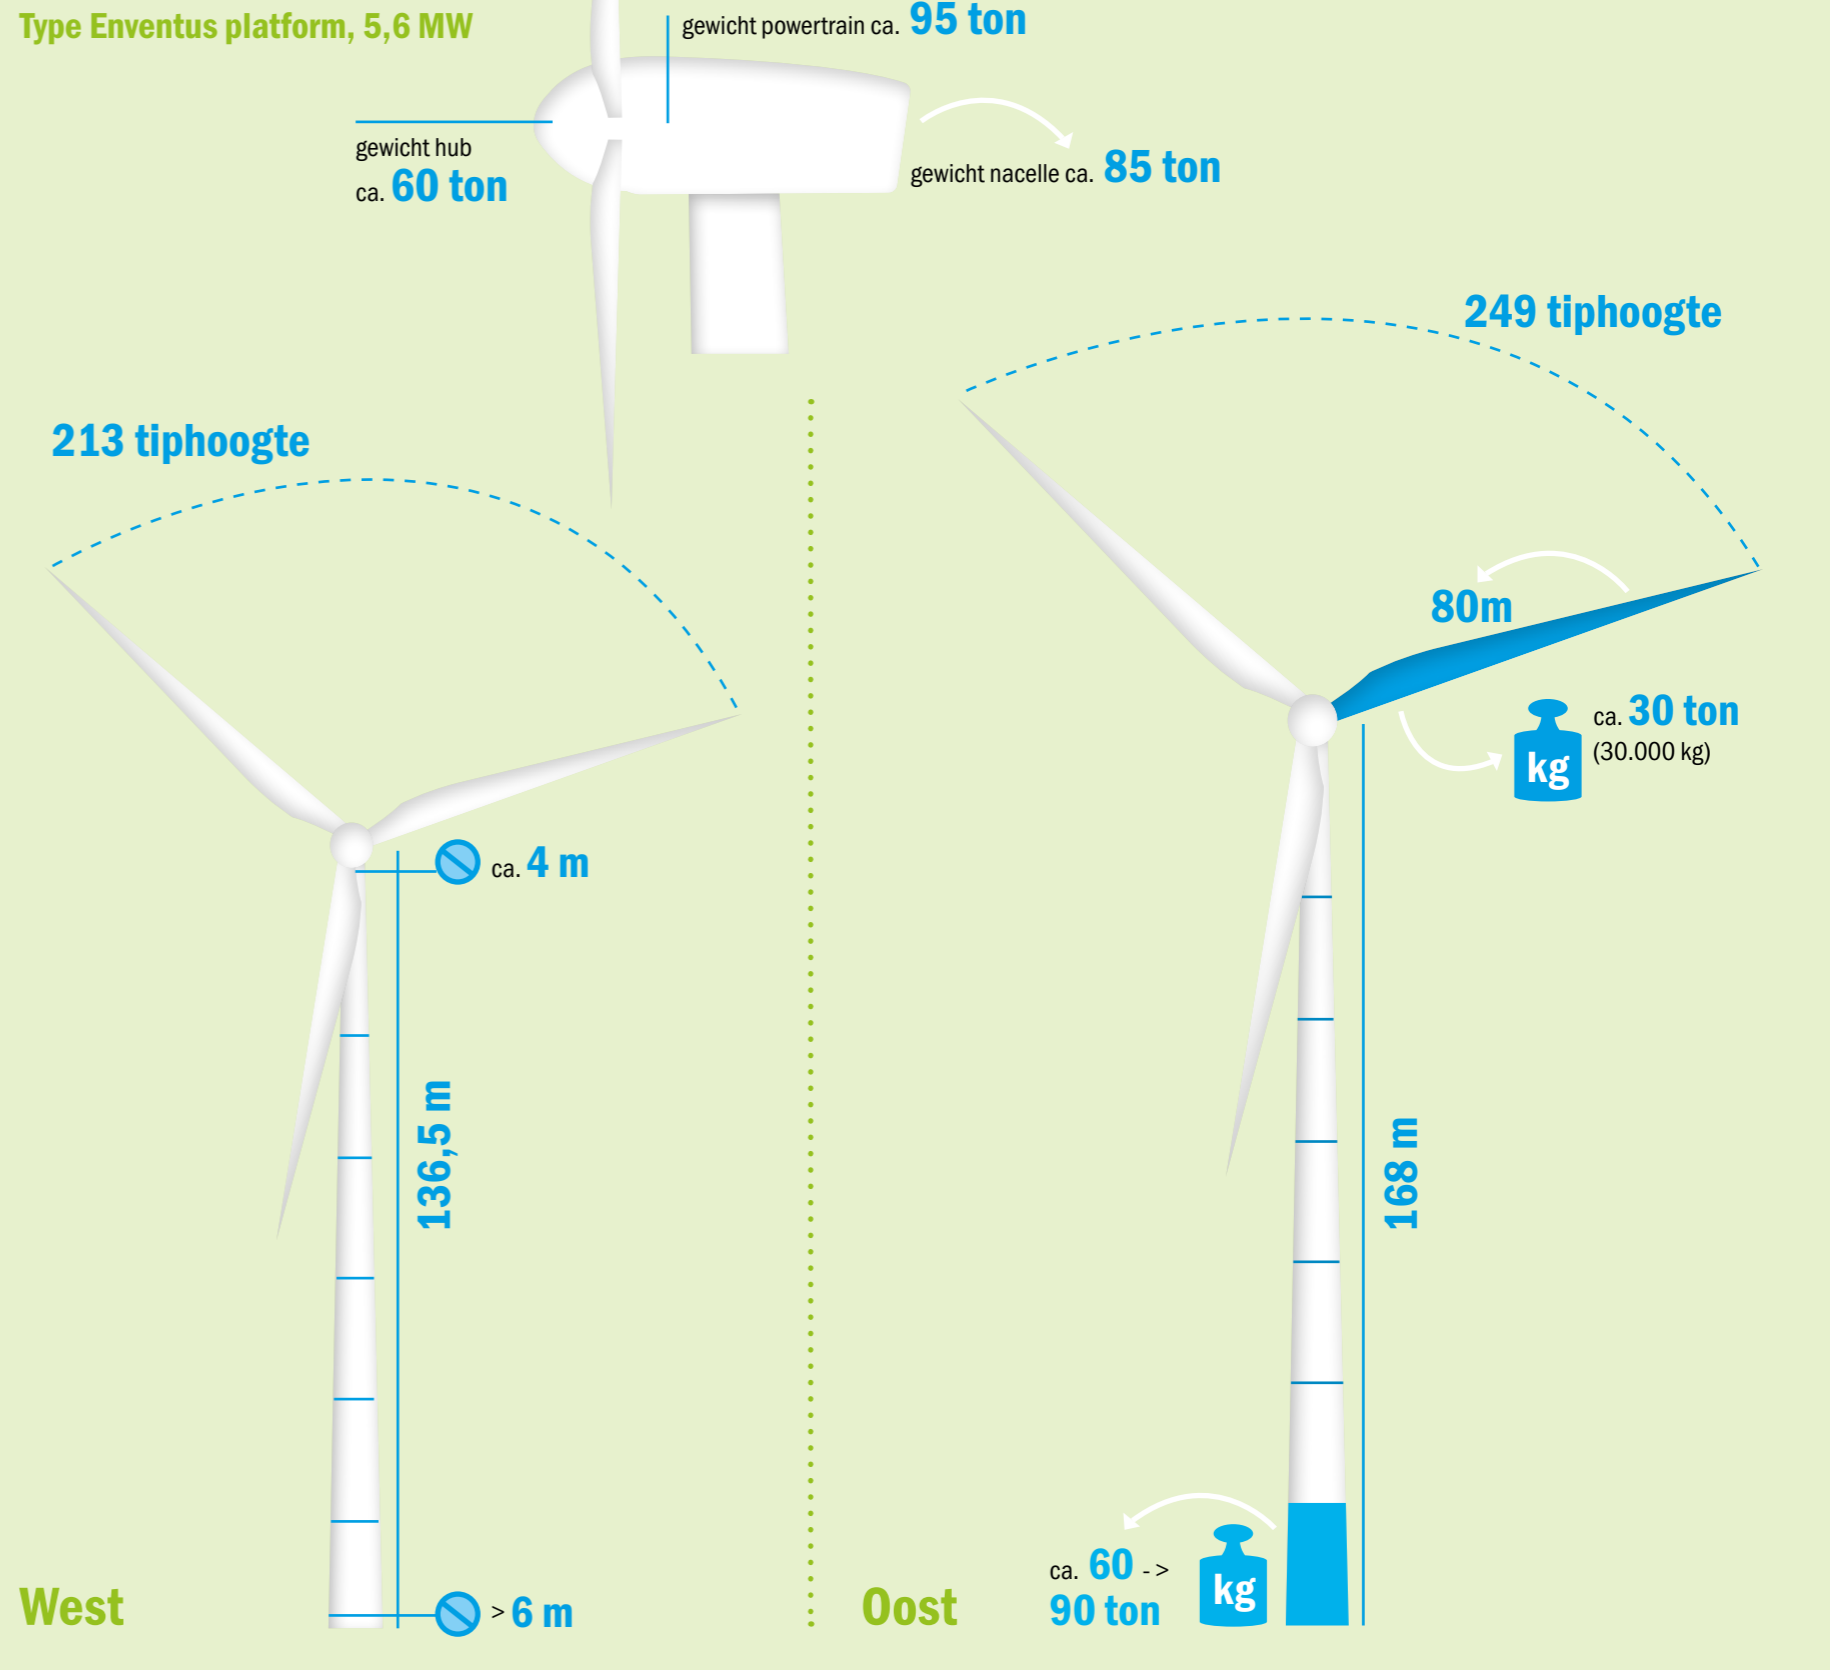 Type Enventus platform, 5,6 MW
gewicht powertrain ca. 95 ton
gewicht hub
ca. 60 ton
gewicht nacelle ca. 85 ton
249 tiphoogte
213 tiphoogte
80m
ca. 30 ton
(30.000 kg)
kg
ca. 4 m
136,5 m
168 m
ca. 60 - >
90 ton
kg
West
> 6 m
Oost